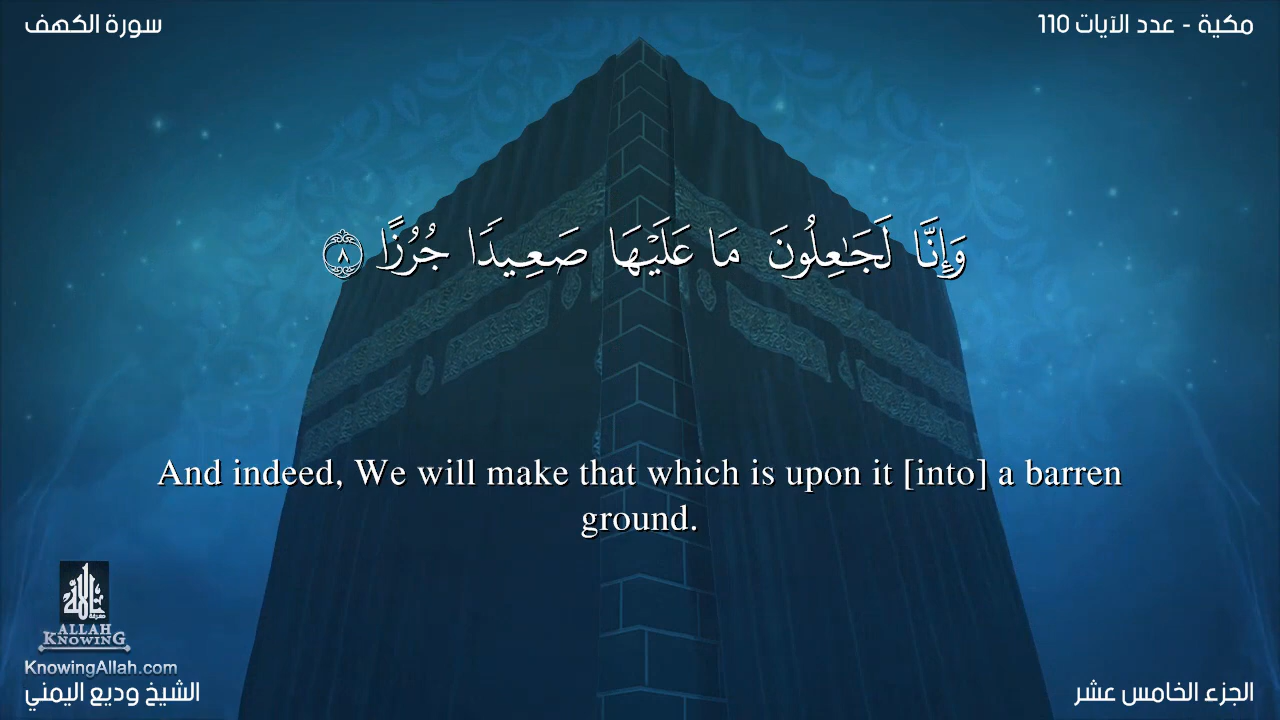 سورة الكهف
مكية - عدد الآيات 110
وَإِنَّا لَجَٰعِلُونَ مَا عَلَيْهَا صَعِيدًا جُرُزًا ٨
And indeed, We will make that which is upon it [into] a barren
ground.
ALLAH
KNOWING
KnowingAllah.com
الشيخ وديع اليمني
الجزء الخامس عشر